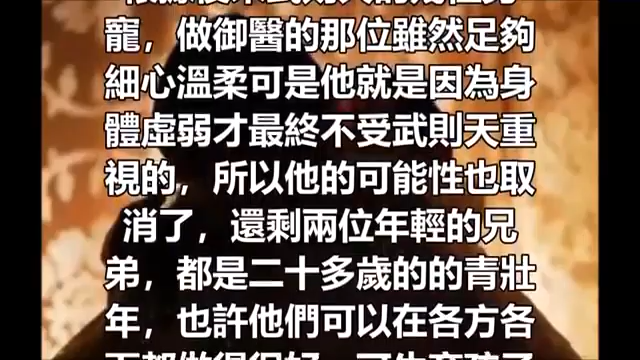 寵，做御醫的那位雖然足夠
細心溫柔可是他就是因為身
體虛弱才最終不受武則天重
視的，所以他的可能性也取
消了，還剩兩位年輕的兄
弟，都是二十多歲的的青壯
年，也許他們可以在各方各